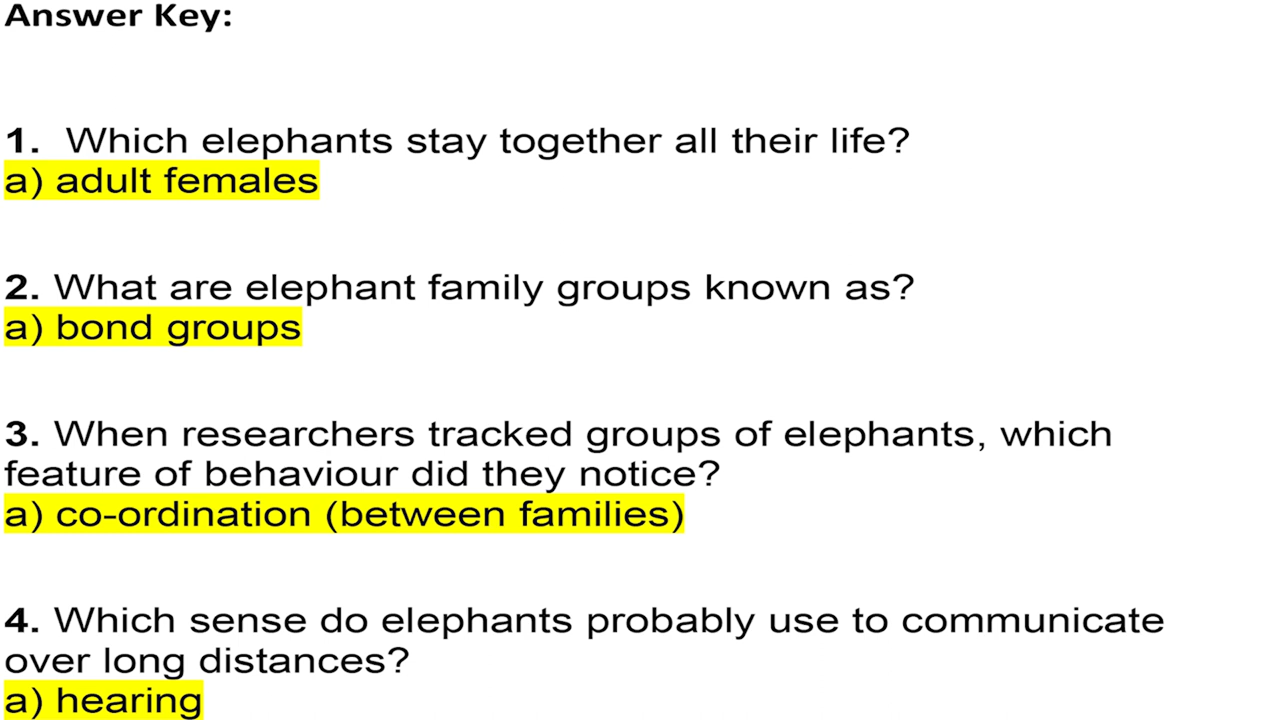 Answer Key:
1. Which elephants stay together all their life?
a) adult females
2. What are elephant family groups known as?
a) bond groups
3. When researchers tracked groups of elephants, which
feature of behaviour did they notice?
a) co-ordination (between families)
4. Which sense do elephants probably use to communicate
over long distances?
a) hearing